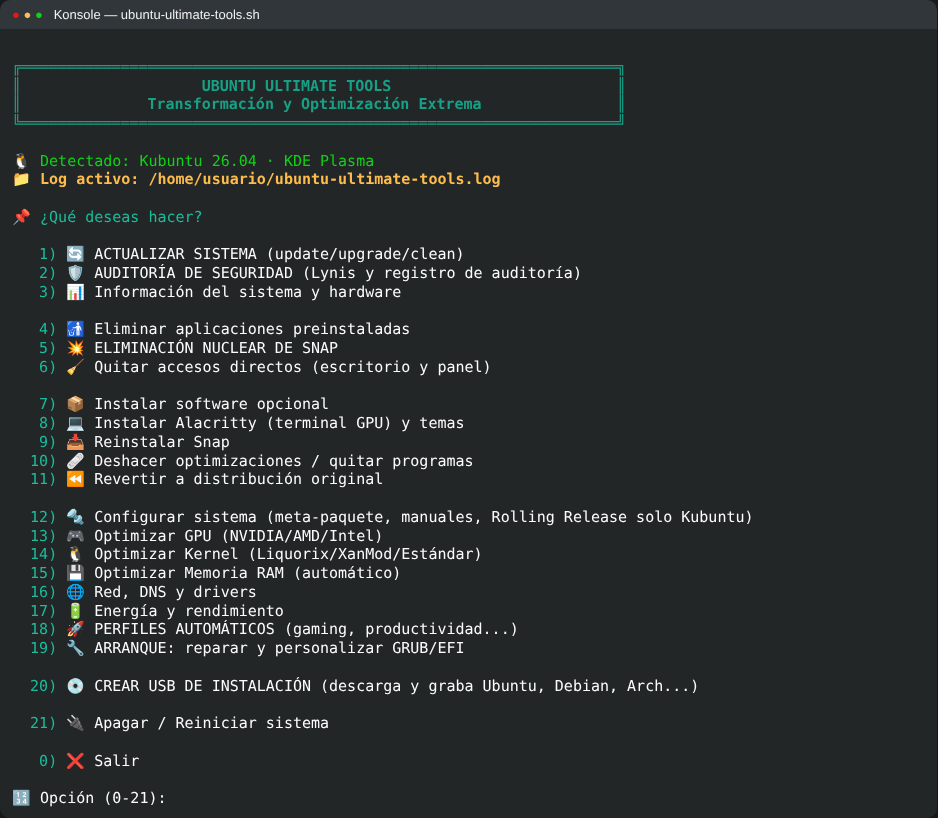 Konsole — ubuntu-ultimate-tools.sh
UBUNTU ULTIMATE TOOLS
Transformación y Optimización Extrema
Detectado: Kubuntu 26.04 · KDE Plasma
Log activo: /home/usuario/ubuntu-ultimate-tools.log
¿Qué deseas hacer?
1) ACTUALIZAR SISTEMA (update/upgrade/clean)
2) AUDITORÍA DE SEGURIDAD (Lynis y registro de auditoría)
3) Información del sistema y hardware
4) Eliminar aplicaciones preinstaladas
5) ELIMINACIÓN NUCLEAR DE SNAP
6) Quitar accesos directos (escritorio y panel)
7) Instalar software opcional
8) Instalar Alacritty (terminal GPU) y temas
9) Reinstalar Snap
10) Deshacer optimizaciones / quitar programas
11) Revertir a distribución original
12) Configurar sistema (meta-paquete, manuales, Rolling Release solo Kubuntu)
13) Optimizar GPU (NVIDIA/AMD/Intel)
14) Optimizar Kernel (Liquorix/XanMod/Estándar)
15) Optimizar Memoria RAM (automático)
16) Red, DNS y drivers
17) Energía y rendimiento
18) PERFILES AUTOMÁTICOS (gaming, productividad...)
19) ARRANQUE: reparar y personalizar GRUB/EFI
20) CREAR USB DE INSTALACIÓN (descarga y graba Ubuntu, Debian, Arch...)
21) Apagar / Reiniciar sistema
0) Salir
Opción (0-21):